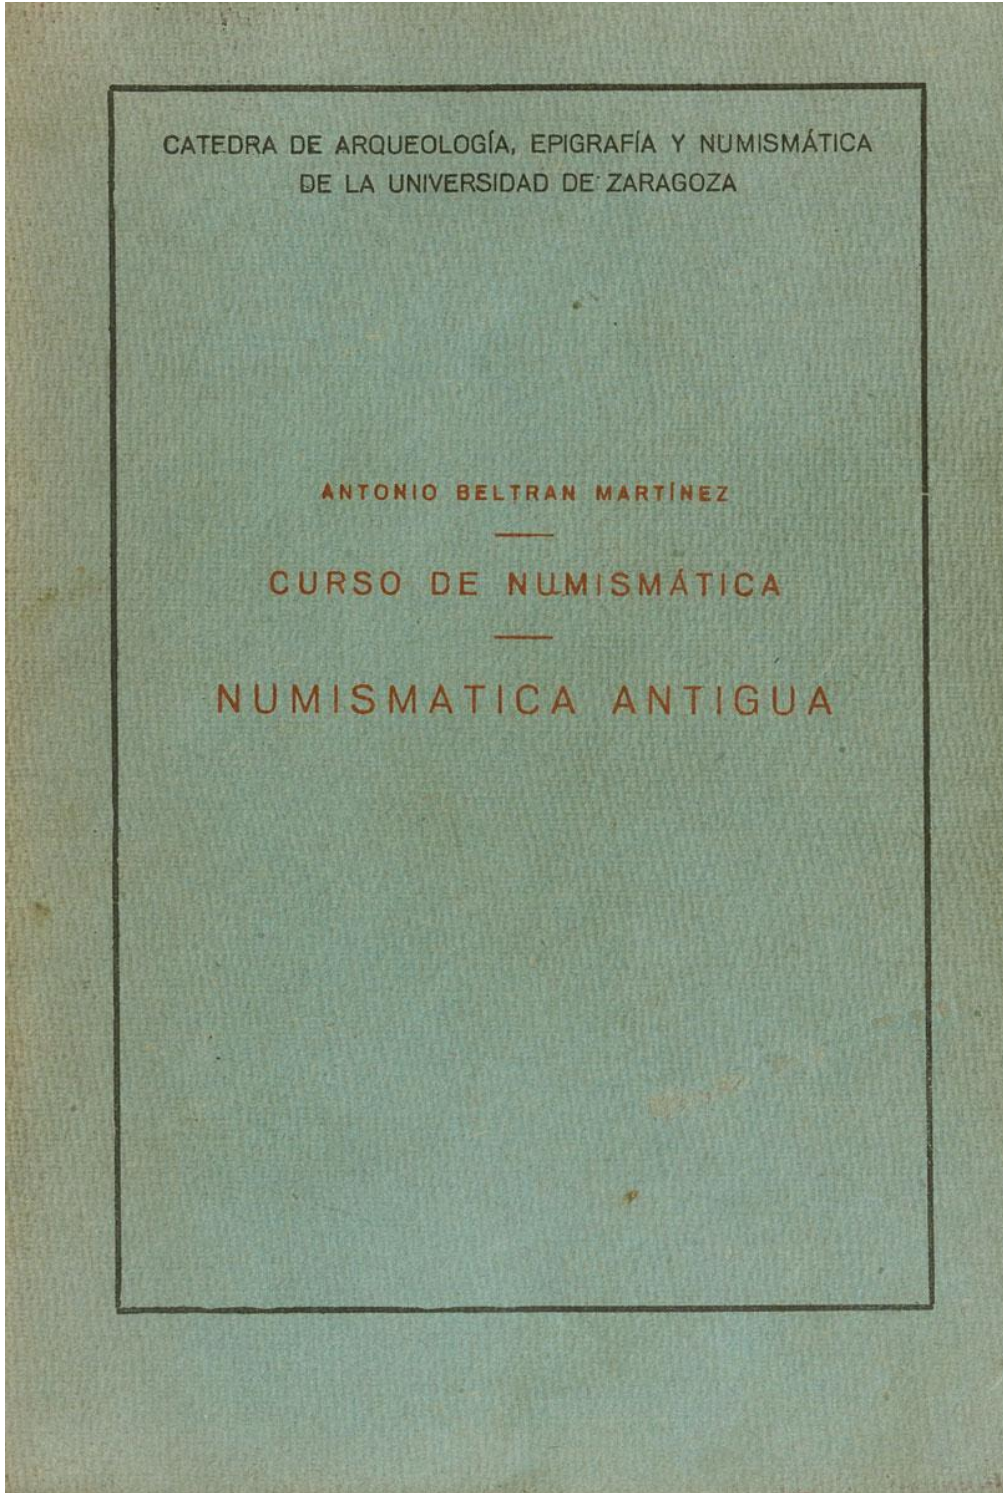 CATEDRA DE ARQUEOLOGÍA, EPIGRAFÍA Y NUMISMÁTICA
DE LA UNIVERSIDAD DE ZARAGOZA
ANTONIO BELTRAN MARTÍNEZ
CURSO DE NUMISMÁTICA
NUMISMATICA ANTIGUA